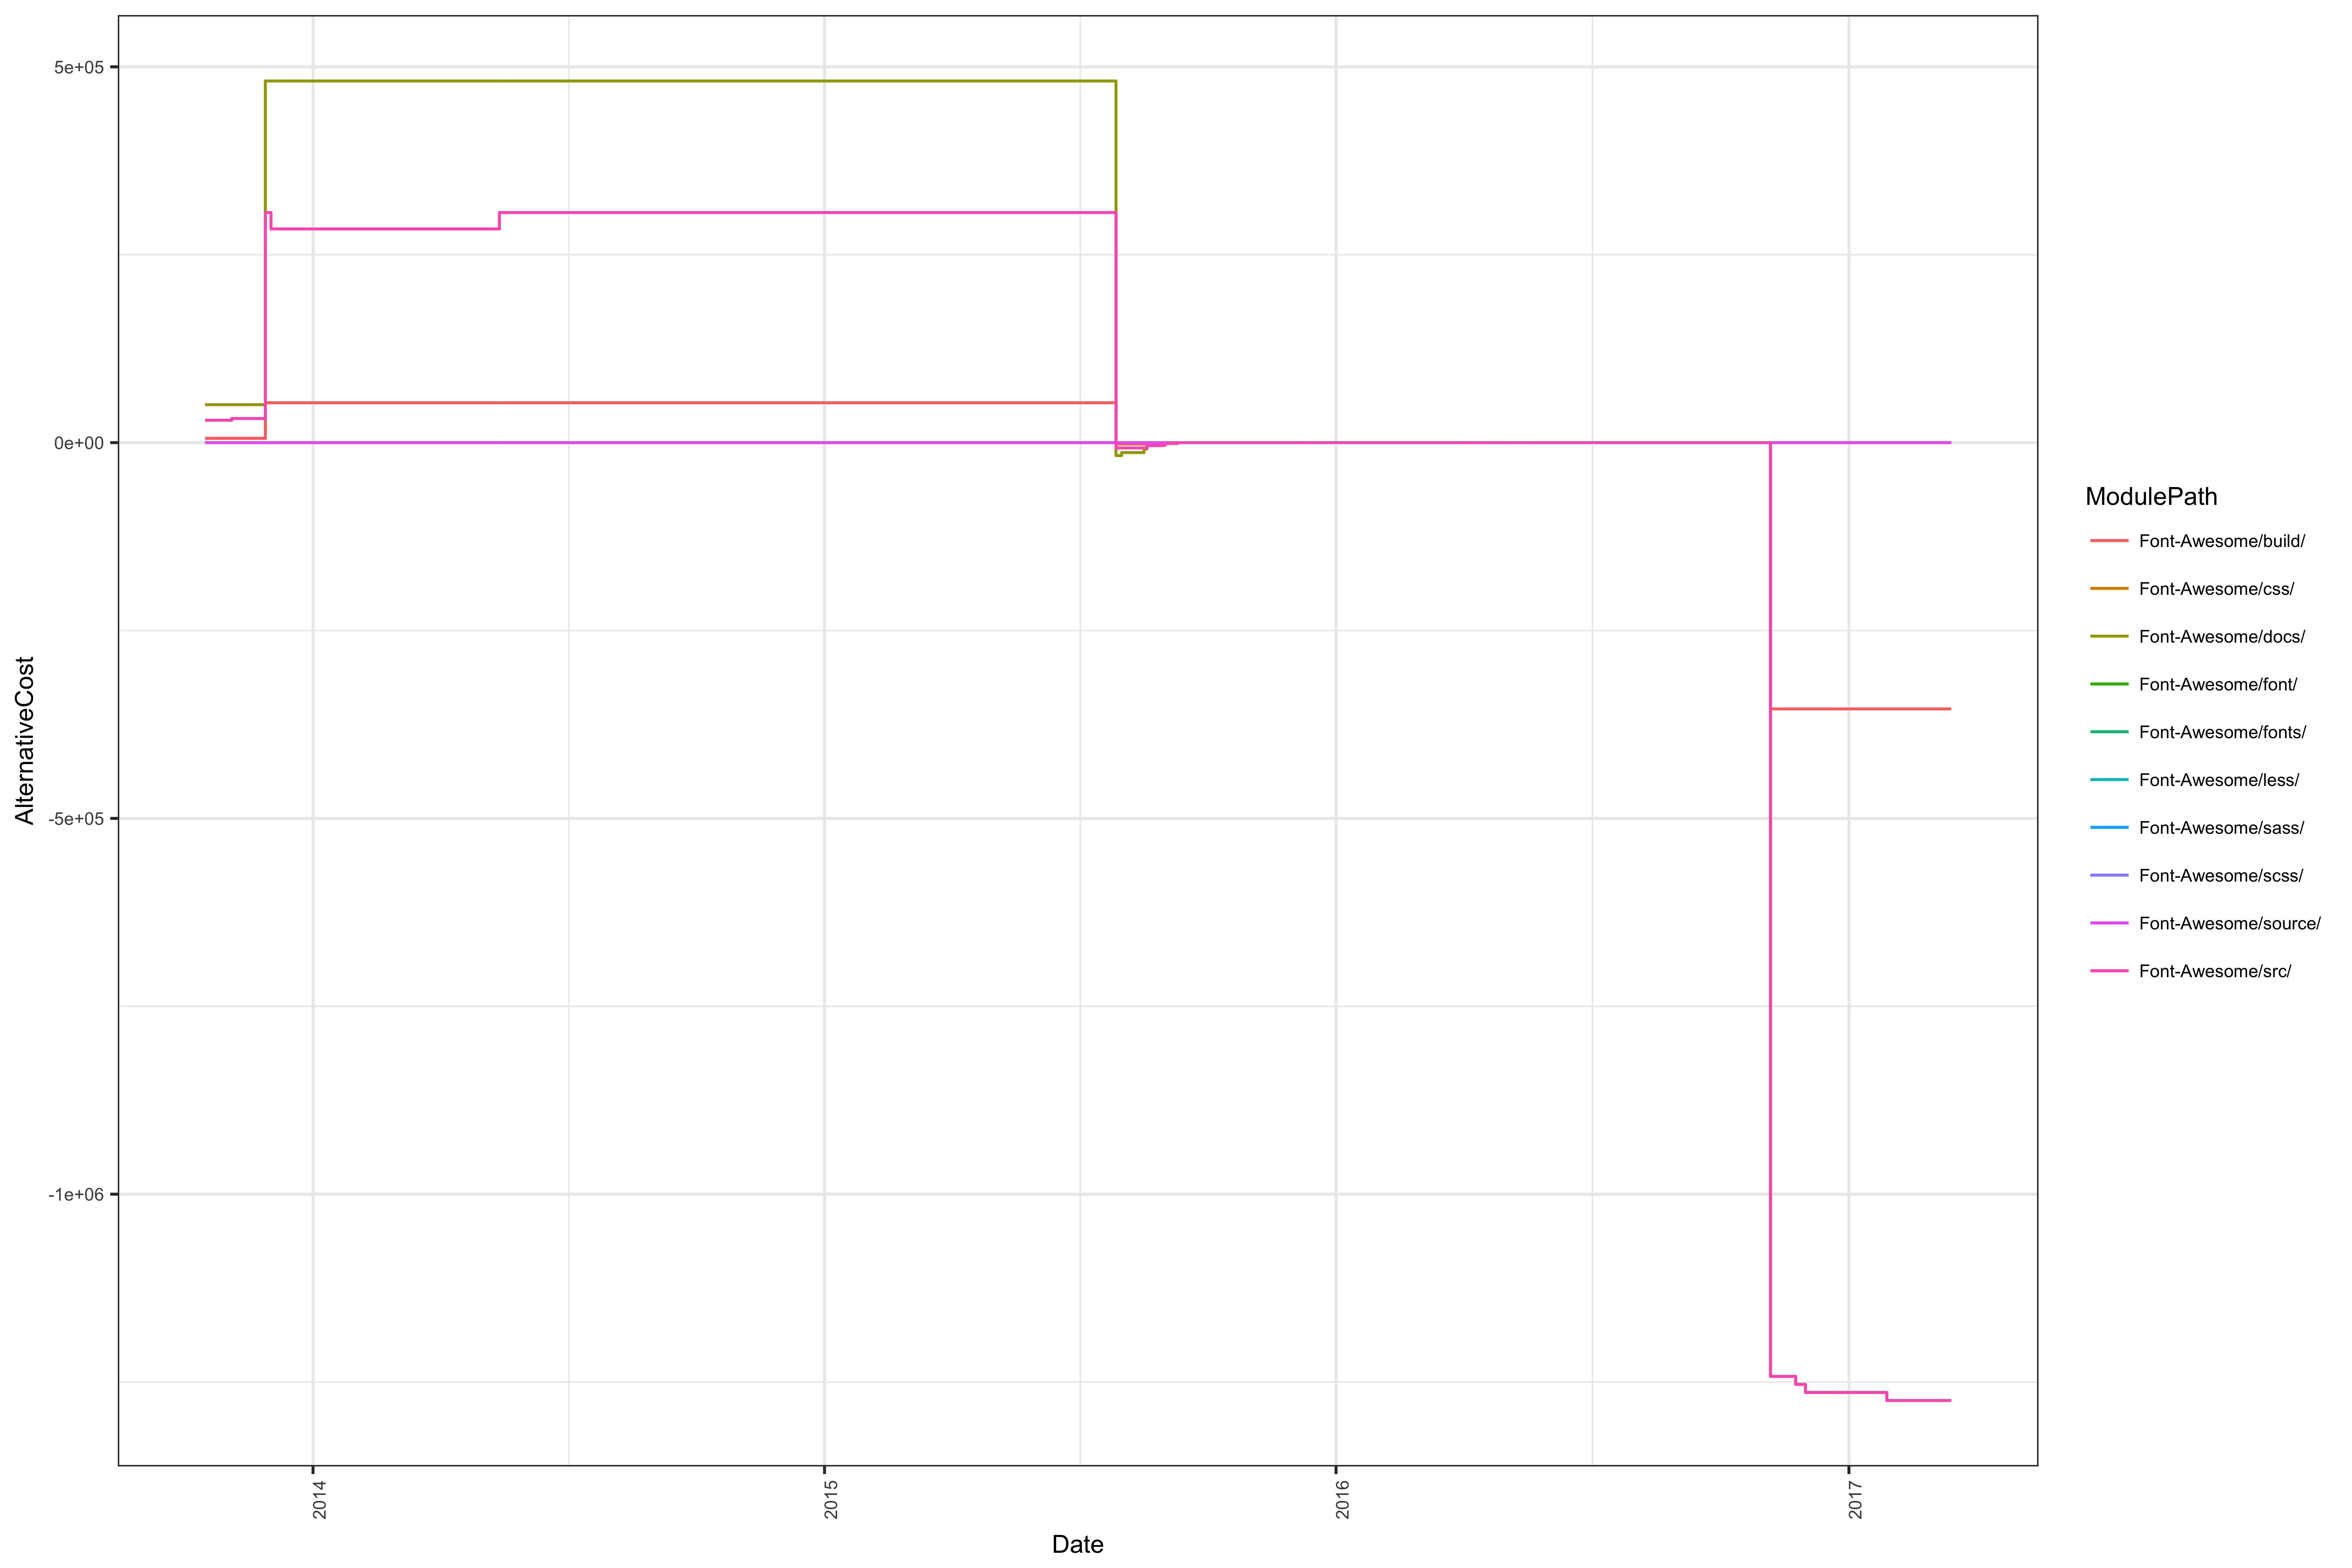 5e+05
0e+00
-5e+05
-1e+06
AlternativeCost
2014
2015
2016
2017
Date
ModulePath
Font-Awesome/build/
Font-Awesome/css/
Font-Awesome/docs/
Font-Awesome/font/
Font-Awesome/fonts/
Font-Awesome/less/
Font-Awesome/sass/
Font-Awesome/scss/
Font-Awesome/source/
Font-Awesome/src/